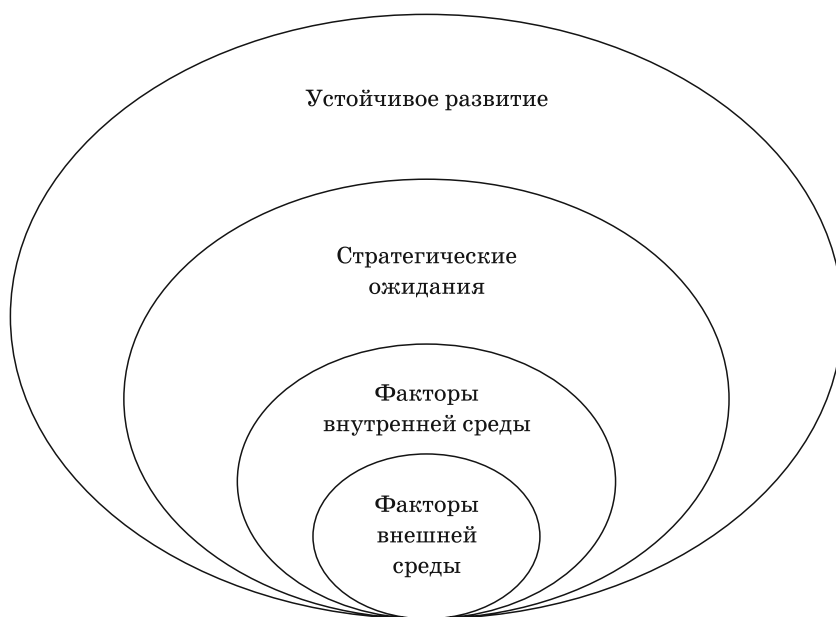 Устойчивое развитие
Стратегические
ожидания
Факторы
внутренней среды
Факторы
внешней
среды